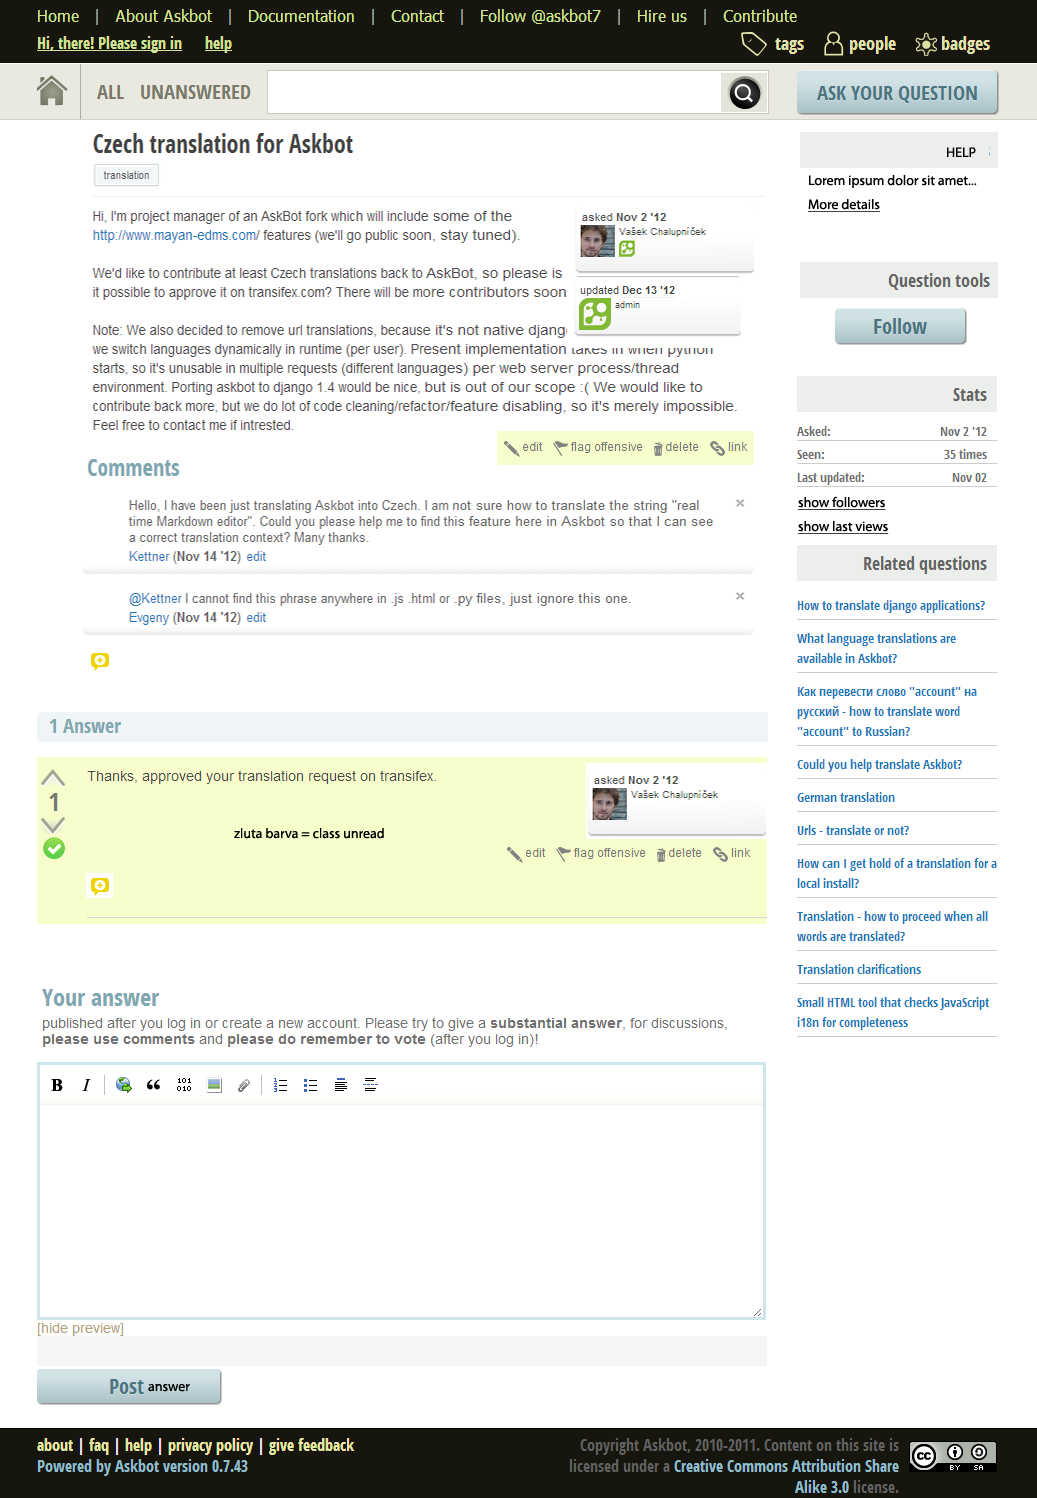 Home | About Askbot | Documentation | Contact | Follow @askbot7 | Hire us | Contribute
Hi, there! Please sign in help
tags people badges
ALL UNANSWERED
ASK YOUR QUESTION
Czech translation for Askbot
translation
Hi, I'm project manager of an AskBot fork which will include some of the
http://www.mayan-edms.com/ features (we'll go public soon, stay tuned).
We'd like to contribute at least Czech translations back to AskBot, so please is
it possible to approve it on transifex.com? There will be more contributors soon
Note: We also decided to remove url translations, because it's not native djang
we switch languages dynamically in runtime (per user). Present implementation takes in when python
starts, so it's unusable in multiple requests (different languages) per web server process/thread
environment. Porting askbot to django 1.4 would be nice, but is out of our scope :( We would like to
contribute back more, but we do lot of code cleaning/refactor/feature disabling, so it's merely impossible.
Feel free to contact me if intrested.
asked Nov 2 '12
Vašek Chalupníček
updated Dec 13 '12
admin
edit flag offensive delete link
Comments
Hello, I have been just translating Askbot into Czech. I am not sure how to translate the string "real
time Markdown editor". Could you please help me to find this feature here in Askbot so that I can see
a correct translation context? Many thanks.
Kettner (Nov 14 '12) edit
@Kettner I cannot find this phrase anywhere in .js .html or .py files, just ignore this one.
Evgeny (Nov 14 '12) edit
1 Answer
1
Thanks, approved your translation request on transifex.
zluta barva = class unread
asked Nov 2 '12
Vašek Chalupníček
edit flag offensive delete link
Your answer
published after you log in or create a new account. Please try to give a substantial answer, for discussions,
please use comments and please do remember to vote (after you log in)!
B I 101 010
[hide preview]
Post answer
HELP
Lorem ipsum dolor sit amet...
More details
Question tools
Follow
Stats
Asked: Nov 2 '12
Seen: 35 times
Last updated: Nov 02
show followers
show last views
Related questions
How to translate django applications?
What language translations are
available in Askbot?
Как перевести слово "account" на
русский - how to translate word
"account" to Russian?
Could you help translate Askbot?
German translation
Urls - translate or not?
How can I get hold of a translation for a
local install?
Translation - how to proceed when all
words are translated?
Translation clarifications
Small HTML tool that checks JavaScript
i18n for completeness
about | faq | help | privacy policy | give feedback
Powered by Askbot version 0.7.43
Copyright Askbot, 2010-2011. Content on this site is
licensed under a Creative Commons Attribution Share
Alike 3.0 license.
cc BY SA